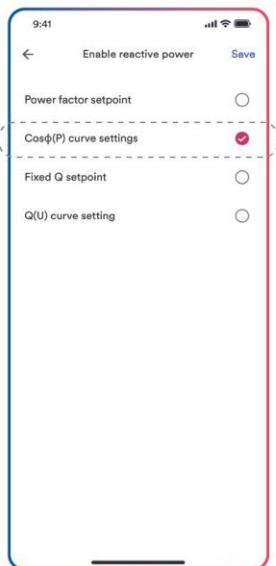 9:41
Enable reactive power Save
Power factor setpoint
Cosϕ(P) curve settings
Fixed Q setpoint
Q(U) curve setting